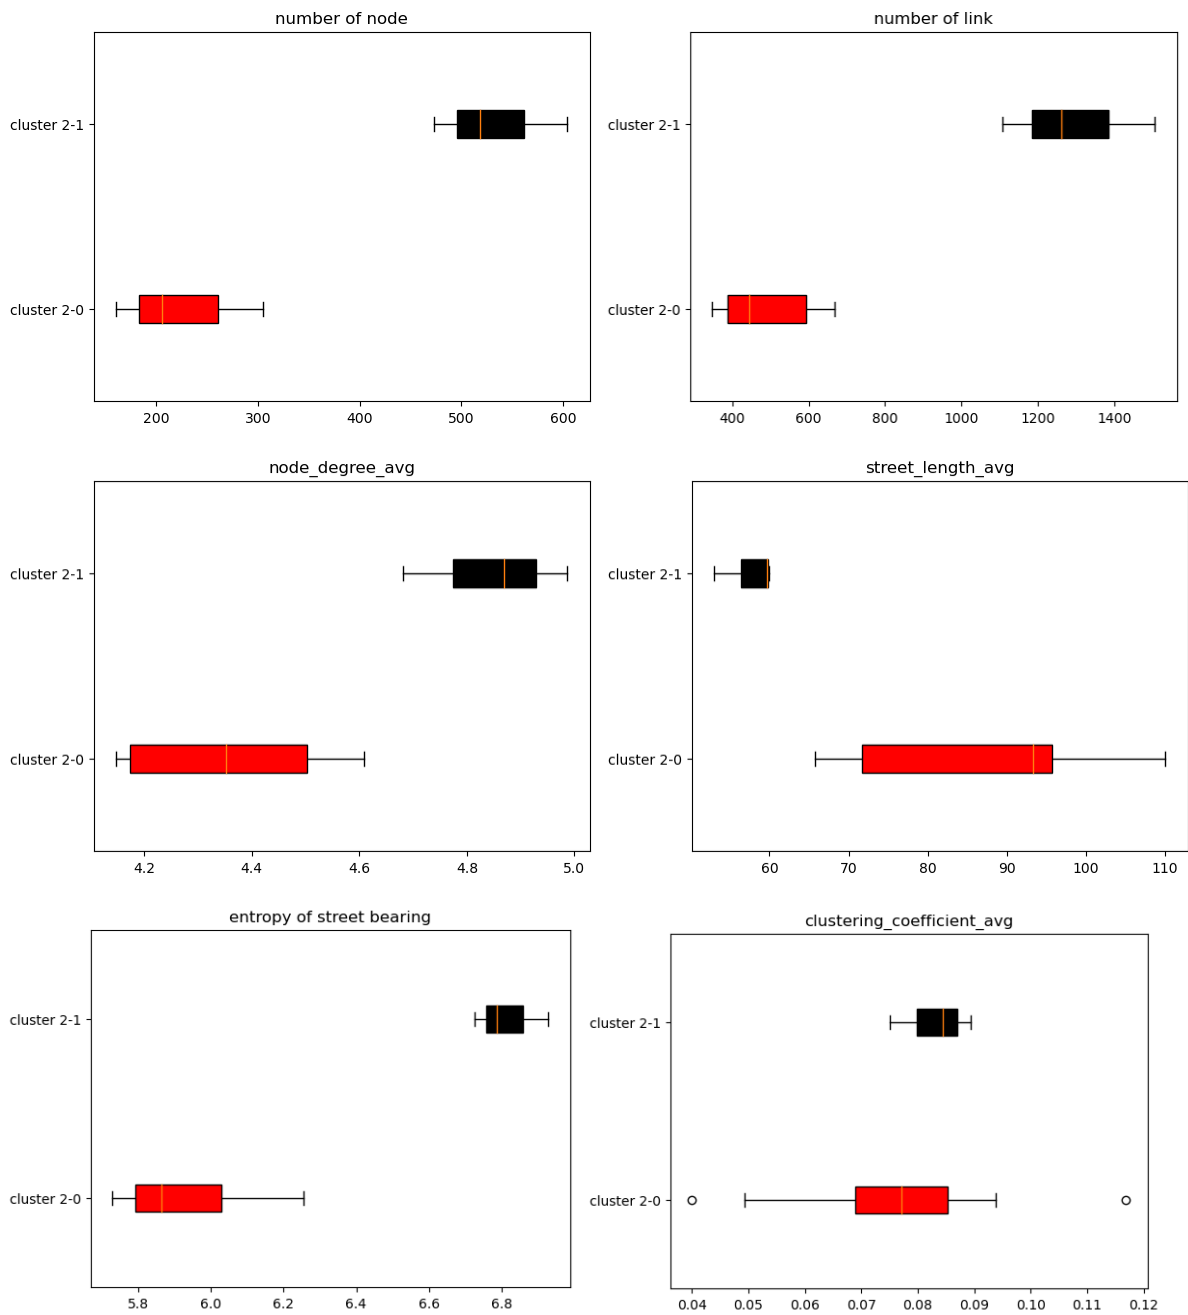 number of node
cluster 2-1
cluster 2-0
200 300 400 500 600
number of link
cluster 2-1
cluster 2-0
400 600 800 1000 1200 1400
node_degree_avg
cluster 2-1
cluster 2-0
4.2 4.4 4.6 4.8 5.0
street_length_avg
cluster 2-1
cluster 2-0
60 70 80 90 100 110
entropy of street bearing
cluster 2-1
cluster 2-0
5.8 6.0 6.2 6.4 6.6 6.8
clustering_coefficient_avg
cluster 2-1
cluster 2-0
0.04 0.05 0.06 0.07 0.08 0.09 0.10 0.11 0.12